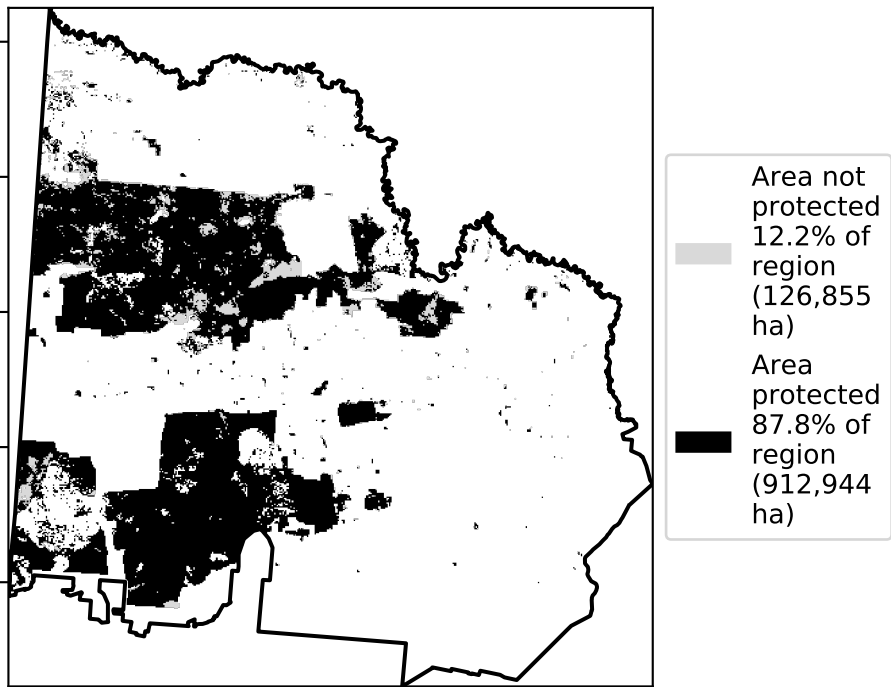 Area not
protected
12.2% of
region
(126,855
ha)
Area
protected
87.8% of
region
(912,944
ha)